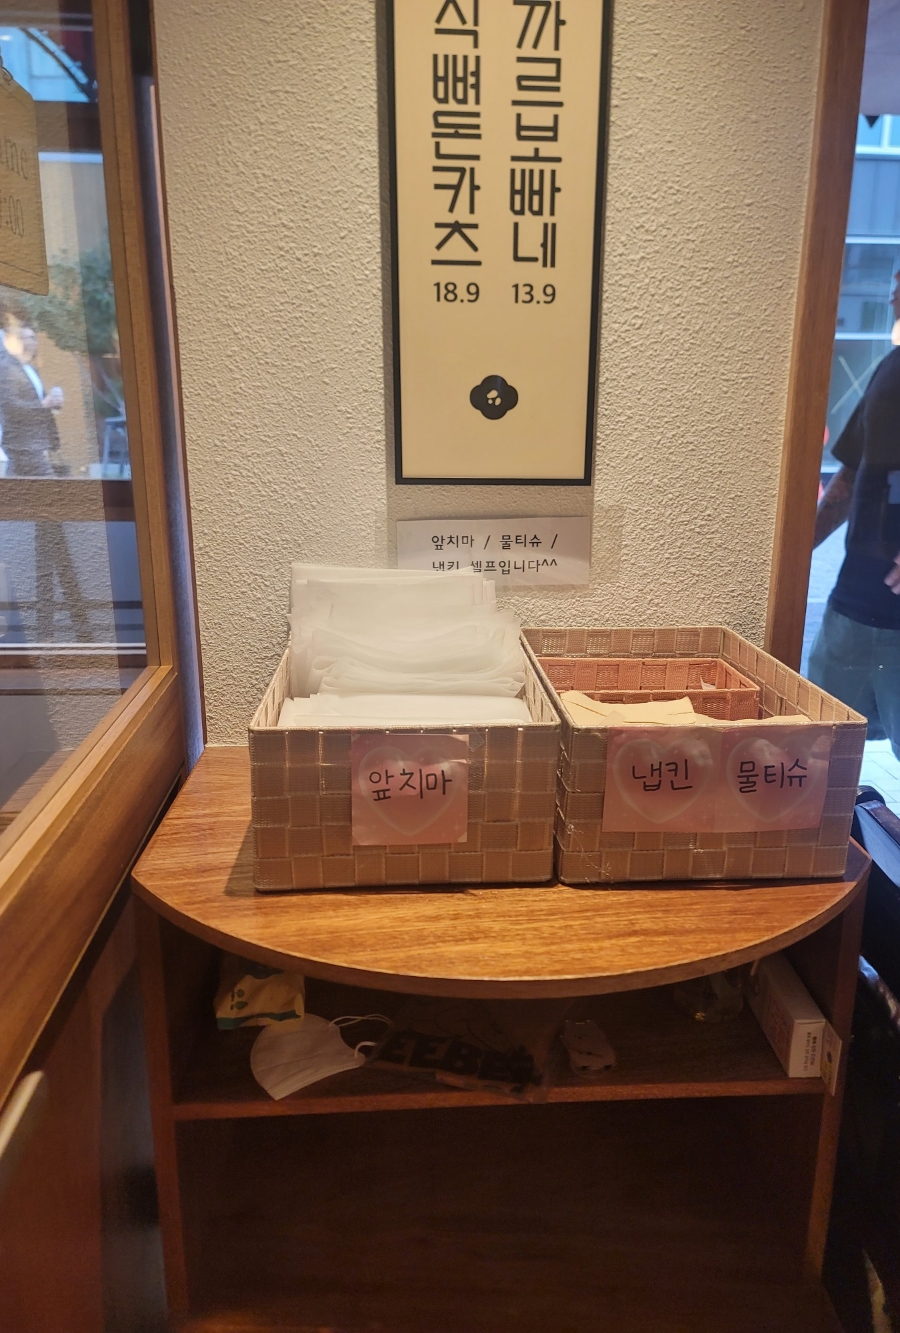 까르보빠네
13.9
식뼈돈카츠
18.9
앞치마 / 물티슈 /
냅킨 셀프입니다^^
앞치마
냅킨 물티슈